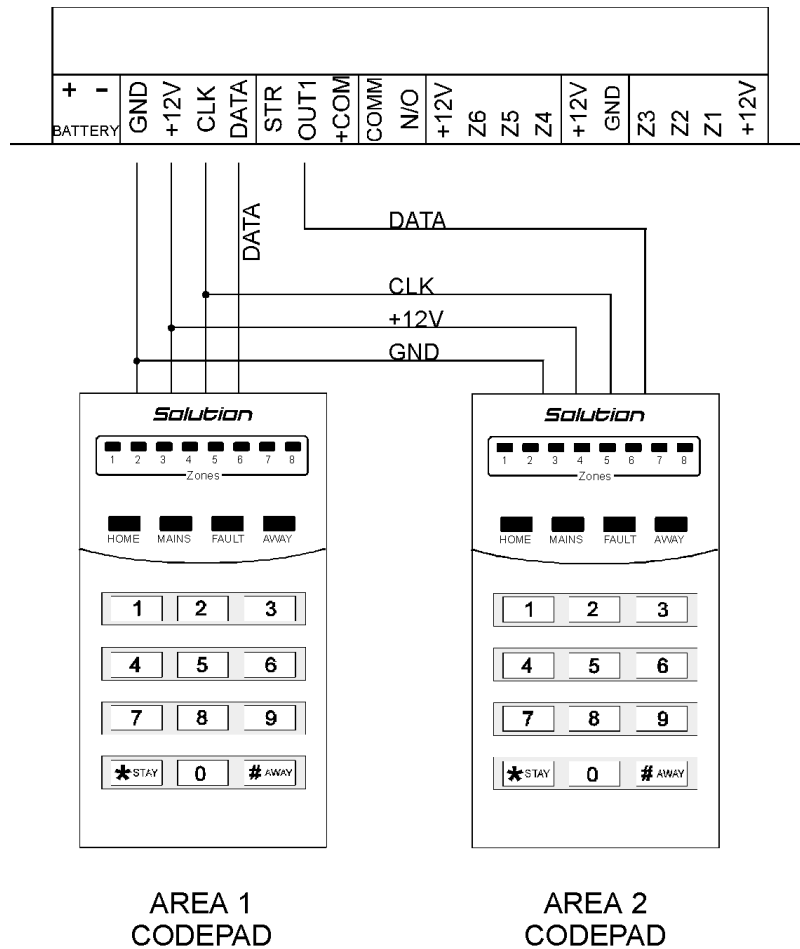 + - GND +12V CLK DATA STR OUT1 +COM COMM N/O +12V Z6 Z5 Z4 +12V GND Z3 Z2 Z1 +12V
BATTERY
DATA
DATA
CLK
+12V
GND
Solution
1 2 3 4 5 6 7 8
Zones
HOME MAINS FAULT AWAY
1 2 3
4 5 6
7 8 9
*STAY 0 # AWAY
AREA 1
CODEPAD
Solution
1 2 3 4 5 6 7 8
Zones
HOME MAINS FAULT AWAY
1 2 3
4 5 6
7 8 9
*STAY 0 # AWAY
AREA 2
CODEPAD